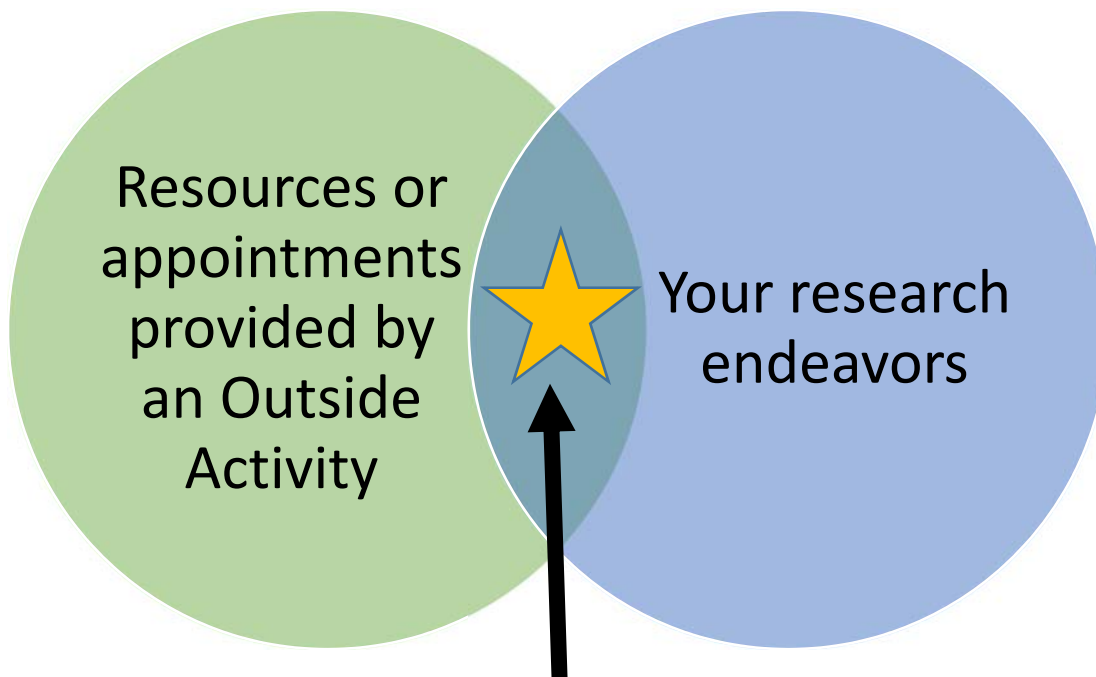 Resources or
appointments
provided by
an Outside
Activity
Your research
endeavors